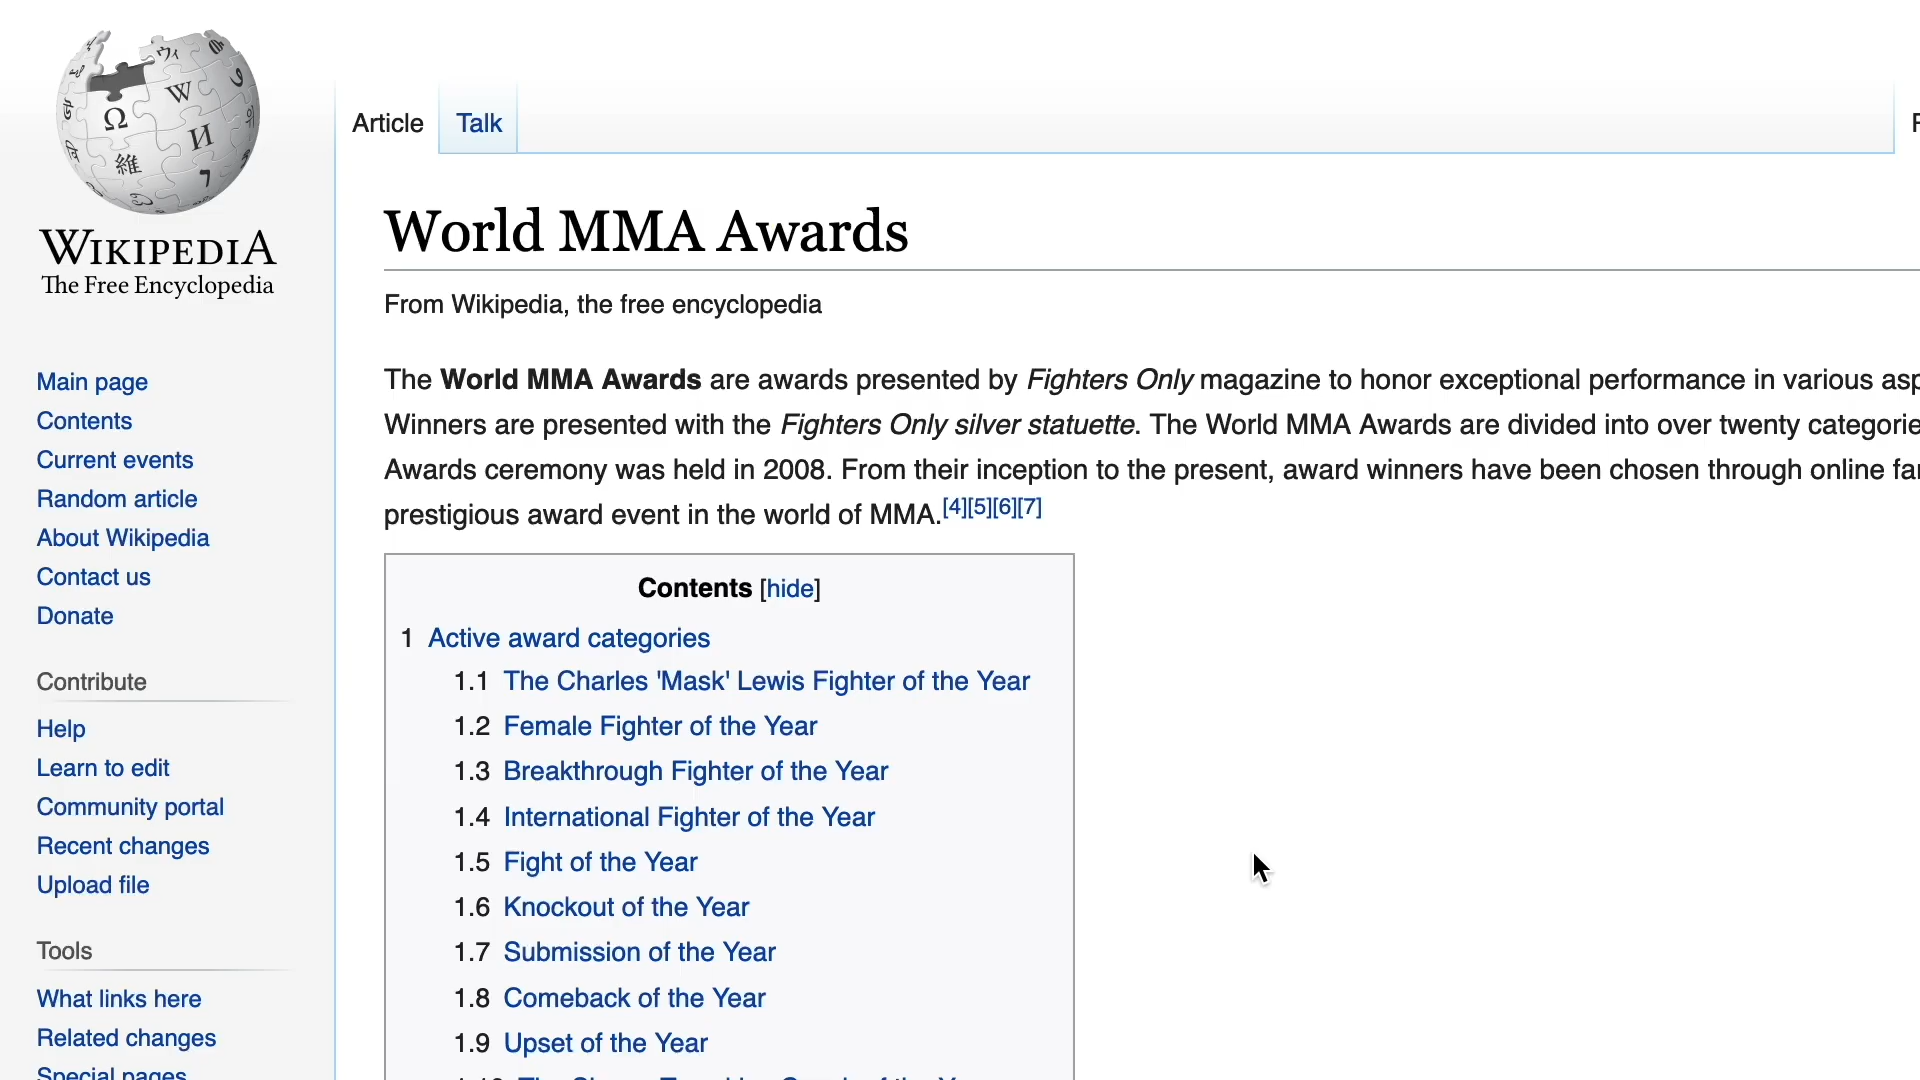 WIKIPEDIA
The Free Encyclopedia
Main page
Contents
Current events
Random article
About Wikipedia
Contact us
Donate
Contribute
Help
Learn to edit
Community portal
Recent changes
Upload file
Tools
What links here
Related changes
Special pages
Article
Talk
World MMA Awards
From Wikipedia, the free encyclopedia
The World MMA Awards are awards presented by Fighters Only magazine to honor exceptional performance in various
Winners are presented with the Fighters Only silver statuette. The World MMA Awards are divided into over twenty
Awards ceremony was held in 2008. From their inception to the present, award winners have been chosen through online
prestigious award event in the world of MMA.[4][5][6][7]
Contents [hide]
1 Active award categories
1.1 The Charles 'Mask' Lewis Fighter of the Year
1.2 Female Fighter of the Year
1.3 Breakthrough Fighter of the Year
1.4 International Fighter of the Year
1.5 Fight of the Year
1.6 Knockout of the Year
1.7 Submission of the Year
1.8 Comeback of the Year
1.9 Upset of the Year